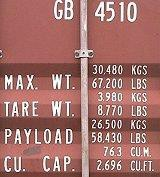 GB 4510
MAX. WT. 30.480 KGS
67.200 LBS
TARE WT. 3.980 KGS
8.770 LBS
PAYLOAD 26.500 KGS
58.430 LBS
CU. CAP. 76.3 CU.M.
2.696 CU.FT.